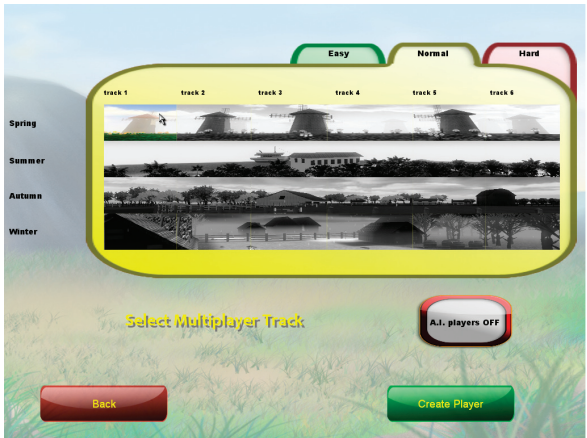 Easy Normal Hard
track 1 track 2 track 3 track 4 track 5 track 6
Spring
Summer
Autumn
Winter
Select Multiplayer Track
A.I. players OFF
Back
Create Player